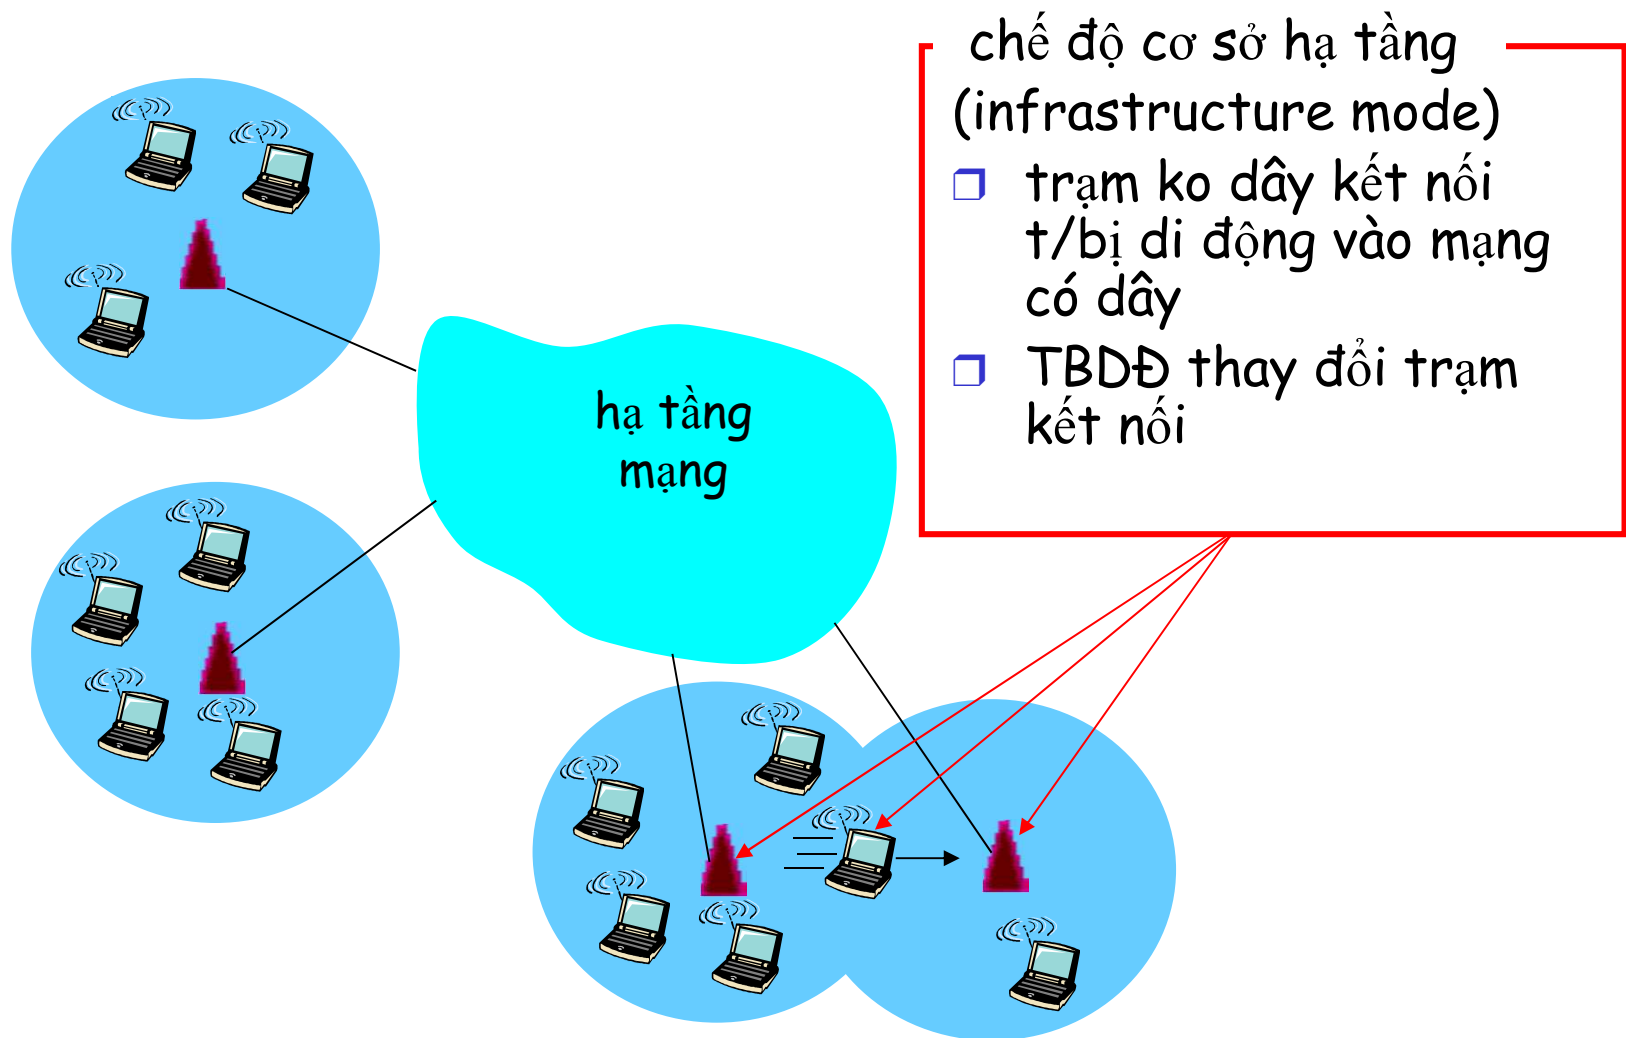 chế độ cơ sở hạ tầng
(infrastructure mode)
trạm ko dây kết nối
t/bị di động vào mạng
có dây
TBDĐ thay đổi trạm
kết nối
hạ tầng
mạng